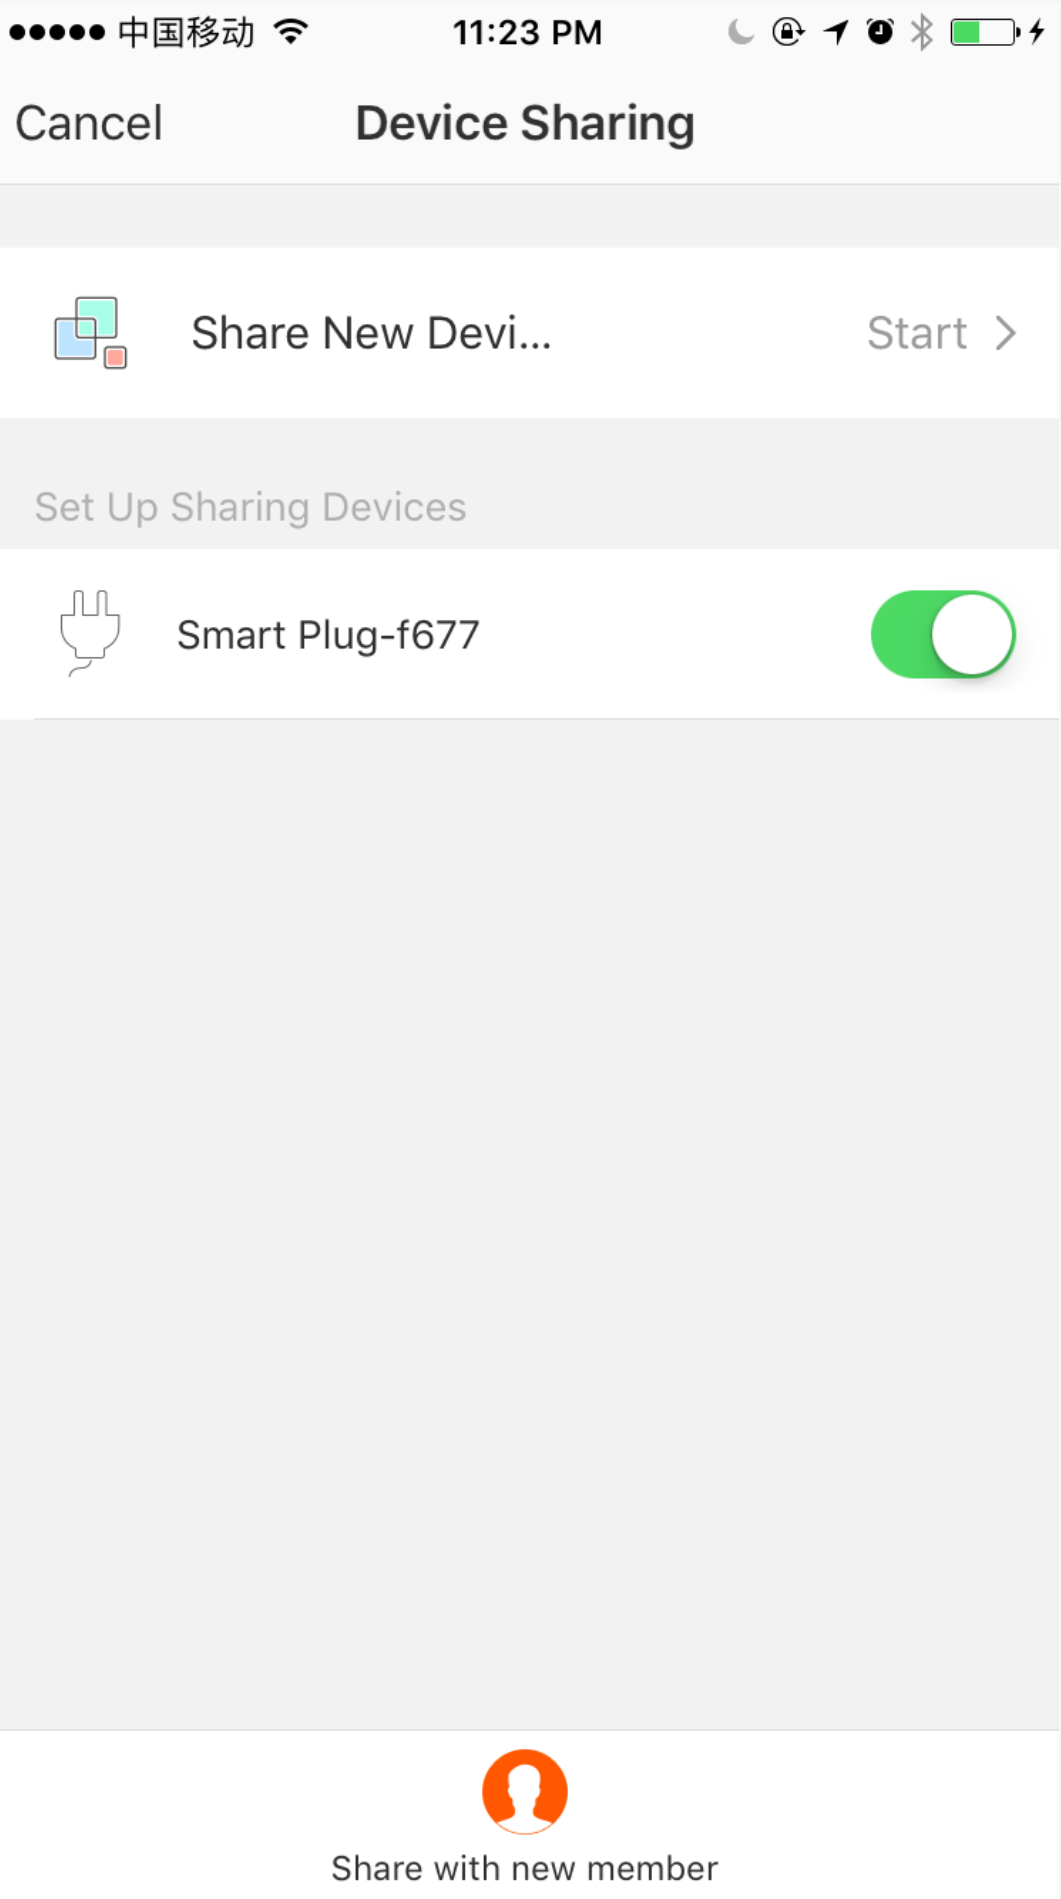 中国移动 11:23 PM
Cancel Device Sharing
Share New Devi... Start
Set Up Sharing Devices
Smart Plug-f677
Share with new member